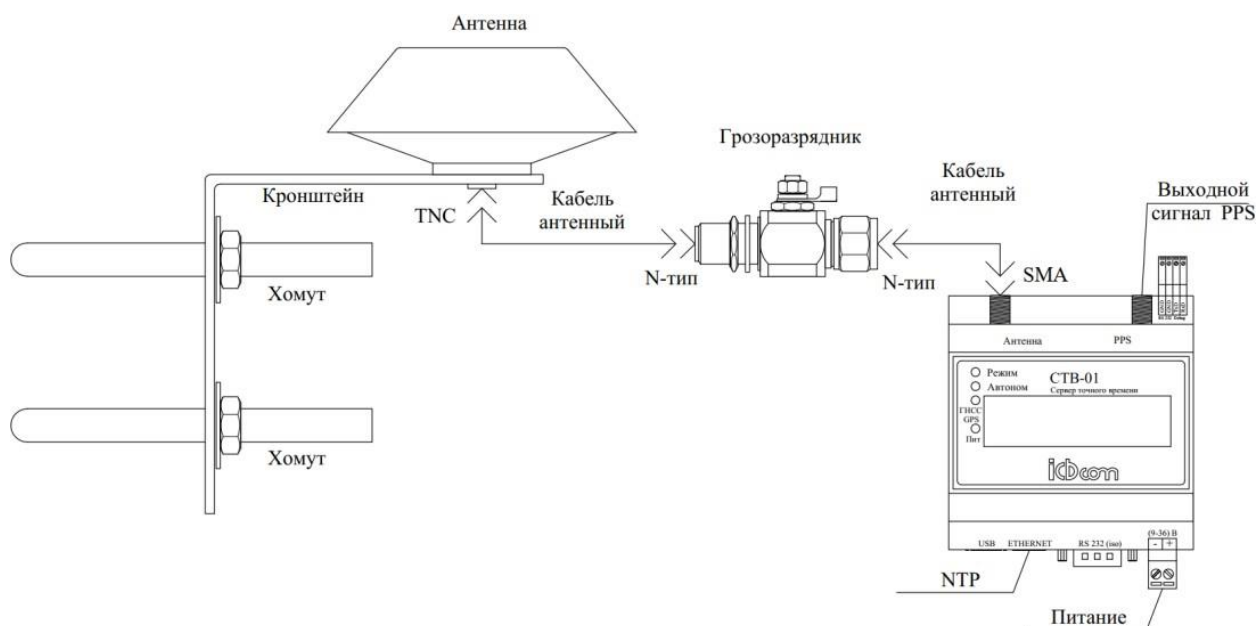 Антенна
Грозоразрядник
Кронштейн
TNC
Кабель
антенный
Кабель
антенный
Выходной
сигнал PPS
Хомут
N-тип
N-тип
SMA
Антенна
PPS
Режим
Автоном
ГНСС
GPS
Пит
СТВ-01
Сервер точного времени
icbcom
Хомут
USB
ETHERNET
RS 232 (iso)
(9-36) В
- +
NTP
Питание